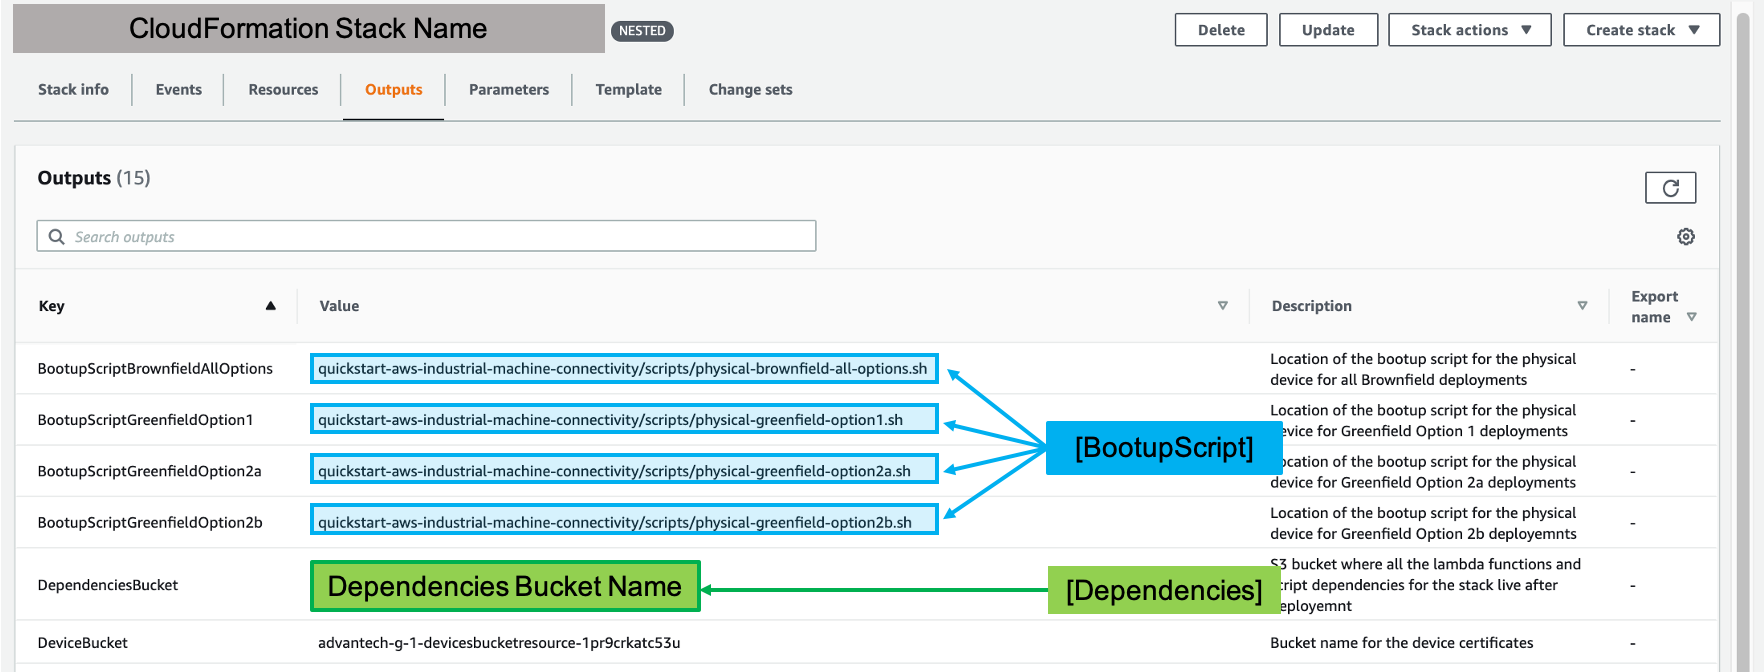 CloudFormation Stack Name
NESTED
Delete
Update
Stack actions
Create stack
Stack info
Events
Resources
Outputs
Parameters
Template
Change sets
Outputs (15)
Search outputs
Key
Value
Description
Export
name
BootupScriptBrownfieldAllOptions
quickstart-aws-industrial-machine-connectivity/scripts/physical-brownfield-all-options.sh
Location of the bootup script for the physical
device for all Brownfield deployments
-
BootupScriptGreenfieldOption1
quickstart-aws-industrial-machine-connectivity/scripts/physical-greenfield-option1.sh
Location of the bootup script for the physical
evice for Greenfield Option 1 deployments
-
[BootupScript]
BootupScriptGreenfieldOption2a
quickstart-aws-industrial-machine-connectivity/scripts/physical-greenfield-option2a.sh
ocation of the bootup script for the physical
device for Greenfield Option 2a deployments
-
BootupScriptGreenfieldOption2b
quickstart-aws-industrial-machine-connectivity/scripts/physical-greenfield-option2b.sh
Location of the bootup script for the physical
device for Greenfield Option 2b deployemnts
-
DependenciesBucket
Dependencies Bucket Name
[Dependencies]
S3 bucket where all the lambda functions and
cript dependencies for the stack live after
eployemnt
-
DeviceBucket
advantech-g-1-devicesbucketresource-1pr9crkatc53u
Bucket name for the device certificates
-